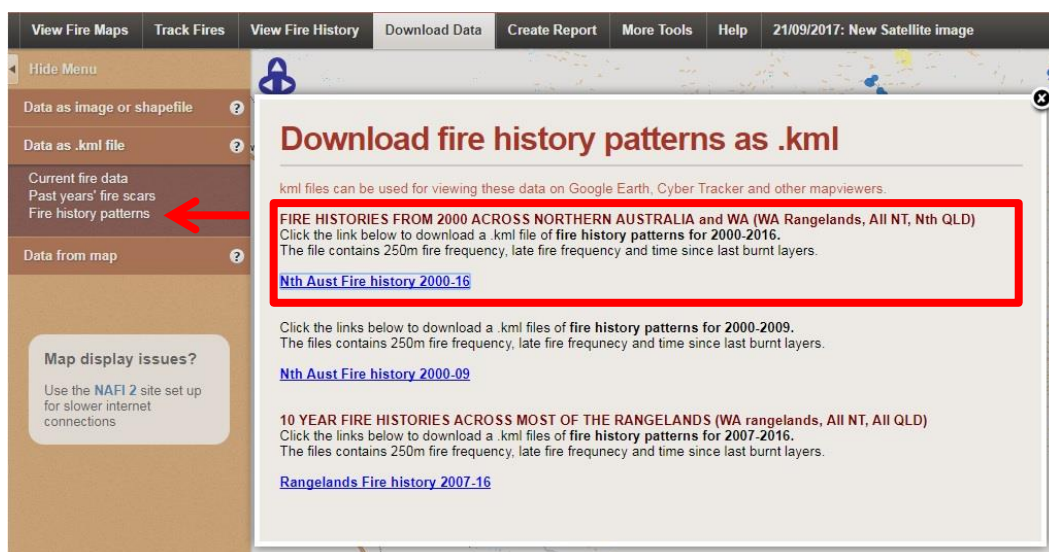 View Fire Maps Track Fires View Fire History Download Data Create Report More Tools Help 21/09/2017: New Satellite image
Hide Menu
Data as image or shapefile ?
Data as .kml file ?
Current fire data
Past years' fire scars
Fire history patterns
Data from map ?
Map display issues?
Use the NAFI 2 site set up
for slower internet
connections
Download fire history patterns as .kml
kml files can be used for viewing these data on Google Earth, Cyber Tracker and other mapviewers.
FIRE HISTORIES FROM 2000 ACROSS NORTHERN AUSTRALIA and WA (WA Rangelands, All NT, Nth QLD)
Click the link below to download a .kml file of fire history patterns for 2000-2016.
The file contains 250m fire frequency, late fire frequency and time since last burnt layers.
Nth Aust Fire history 2000-16
Click the links below to download a .kml files of fire history patterns for 2000-2009.
The files contains 250m fire frequency, late fire frequnecy and time since last burnt layers.
Nth Aust Fire history 2000-09
10 YEAR FIRE HISTORIES ACROSS MOST OF THE RANGELANDS (WA rangelands, All NT, All QLD)
Click the links below to download a .kml files of fire history patterns for 2007-2016.
The files contains 250m fire frequency, late fire frequnecy and time since last burnt layers.
Rangelands Fire history 2007-16